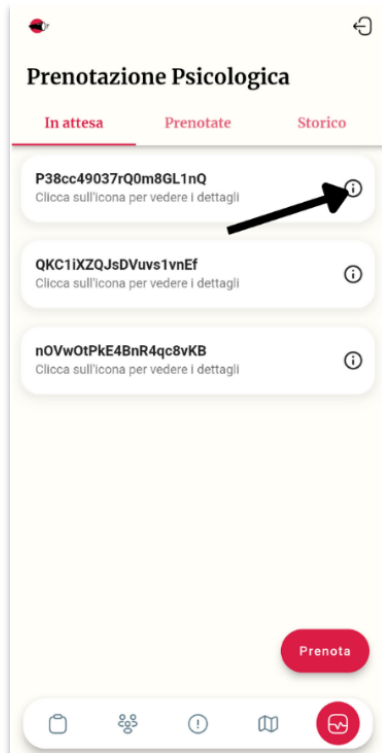 Prenotazione Psicologica
In attesa Prenotate Storico
P38cc49037rQ0m8GL1nQ
Clicca sull'icona per vedere i dettagli
QKC1iXZQJsDVuvs1vnEf
Clicca sull'icona per vedere i dettagli
nOVwOtPkE4BnR4qc8vKB
Clicca sull'icona per vedere i dettagli
Prenota